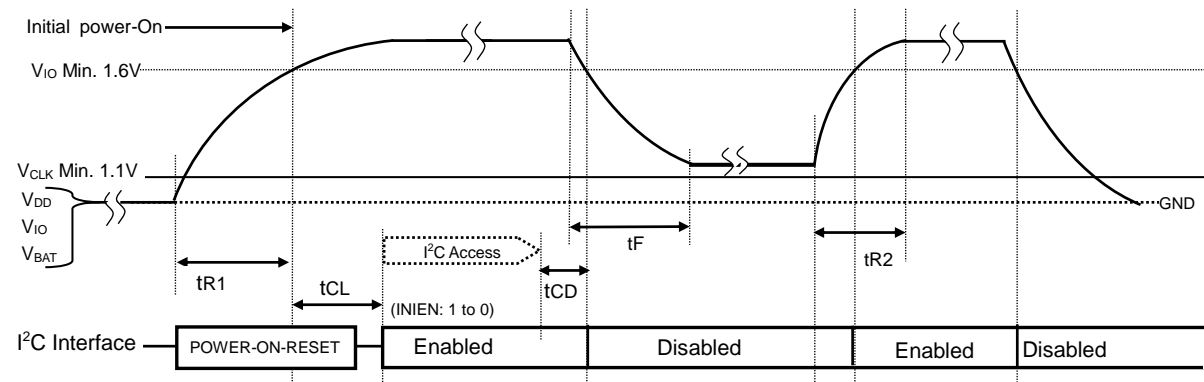 Initial power-On
VIO Min. 1.6V
VCLK Min. 1.1V
VDD
VIO
VBAT
GND
I2C Access
tF
tR2
tR1
tCL
tCD
(INIEN: 1 to 0)
I2C Interface
POWER-ON-RESET
Enabled
Disabled
Enabled
Disabled